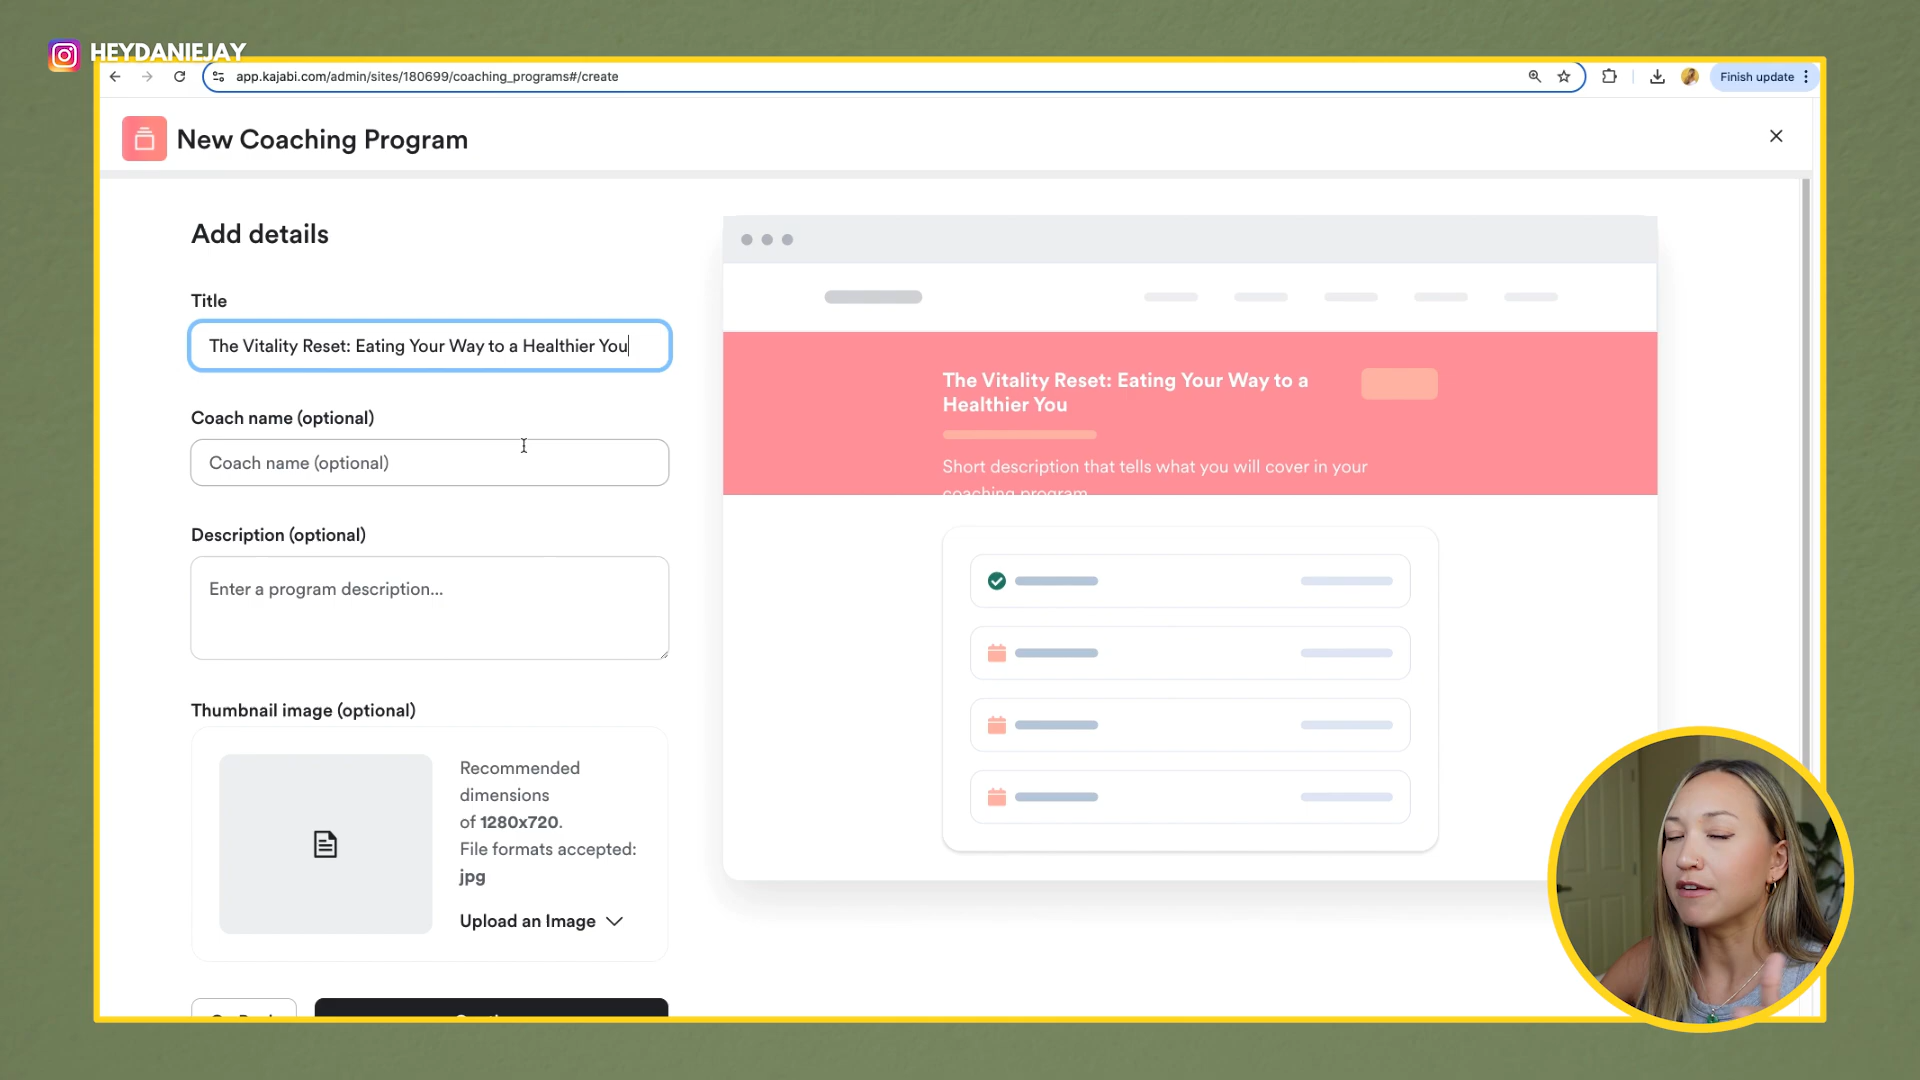 HEYDANIEJAY
app.kajabi.com/admin/sites/180699/coaching_programs#/create
Finish update
New Coaching Program
Add details
Title
The Vitality Reset: Eating Your Way to a Healthier You
Coach name (optional)
Coach name (optional)
Description (optional)
Enter a program description...
Thumbnail image (optional)
Recommended
dimensions
of 1280x720.
File formats accepted:
jpg
Upload an Image
The Vitality Reset: Eating Your Way to a
Healthier You
Short description that tells what you will cover in your
coaching program